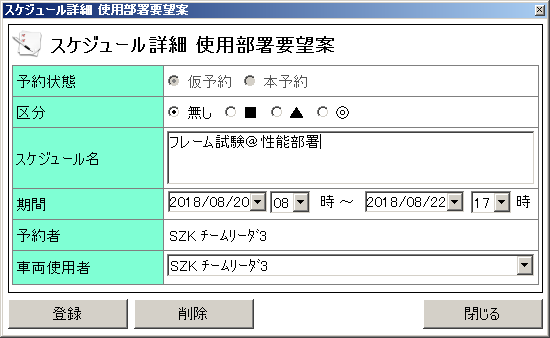 スケジュール詳細 使用部署要望案
スケジュール詳細 使用部署要望案
予約状態 仮予約 本予約
区分 無し ■ ▲ ◎
スケジュール名 フレーム試験@性能部署
期間 2018/08/20 08 時 ～ 2018/08/22 17 時
予約者 SZK ﾁｰﾑﾘｰﾀﾞ3
車両使用者 SZK ﾁｰﾑﾘｰﾀﾞ3
登録 削除 閉じる